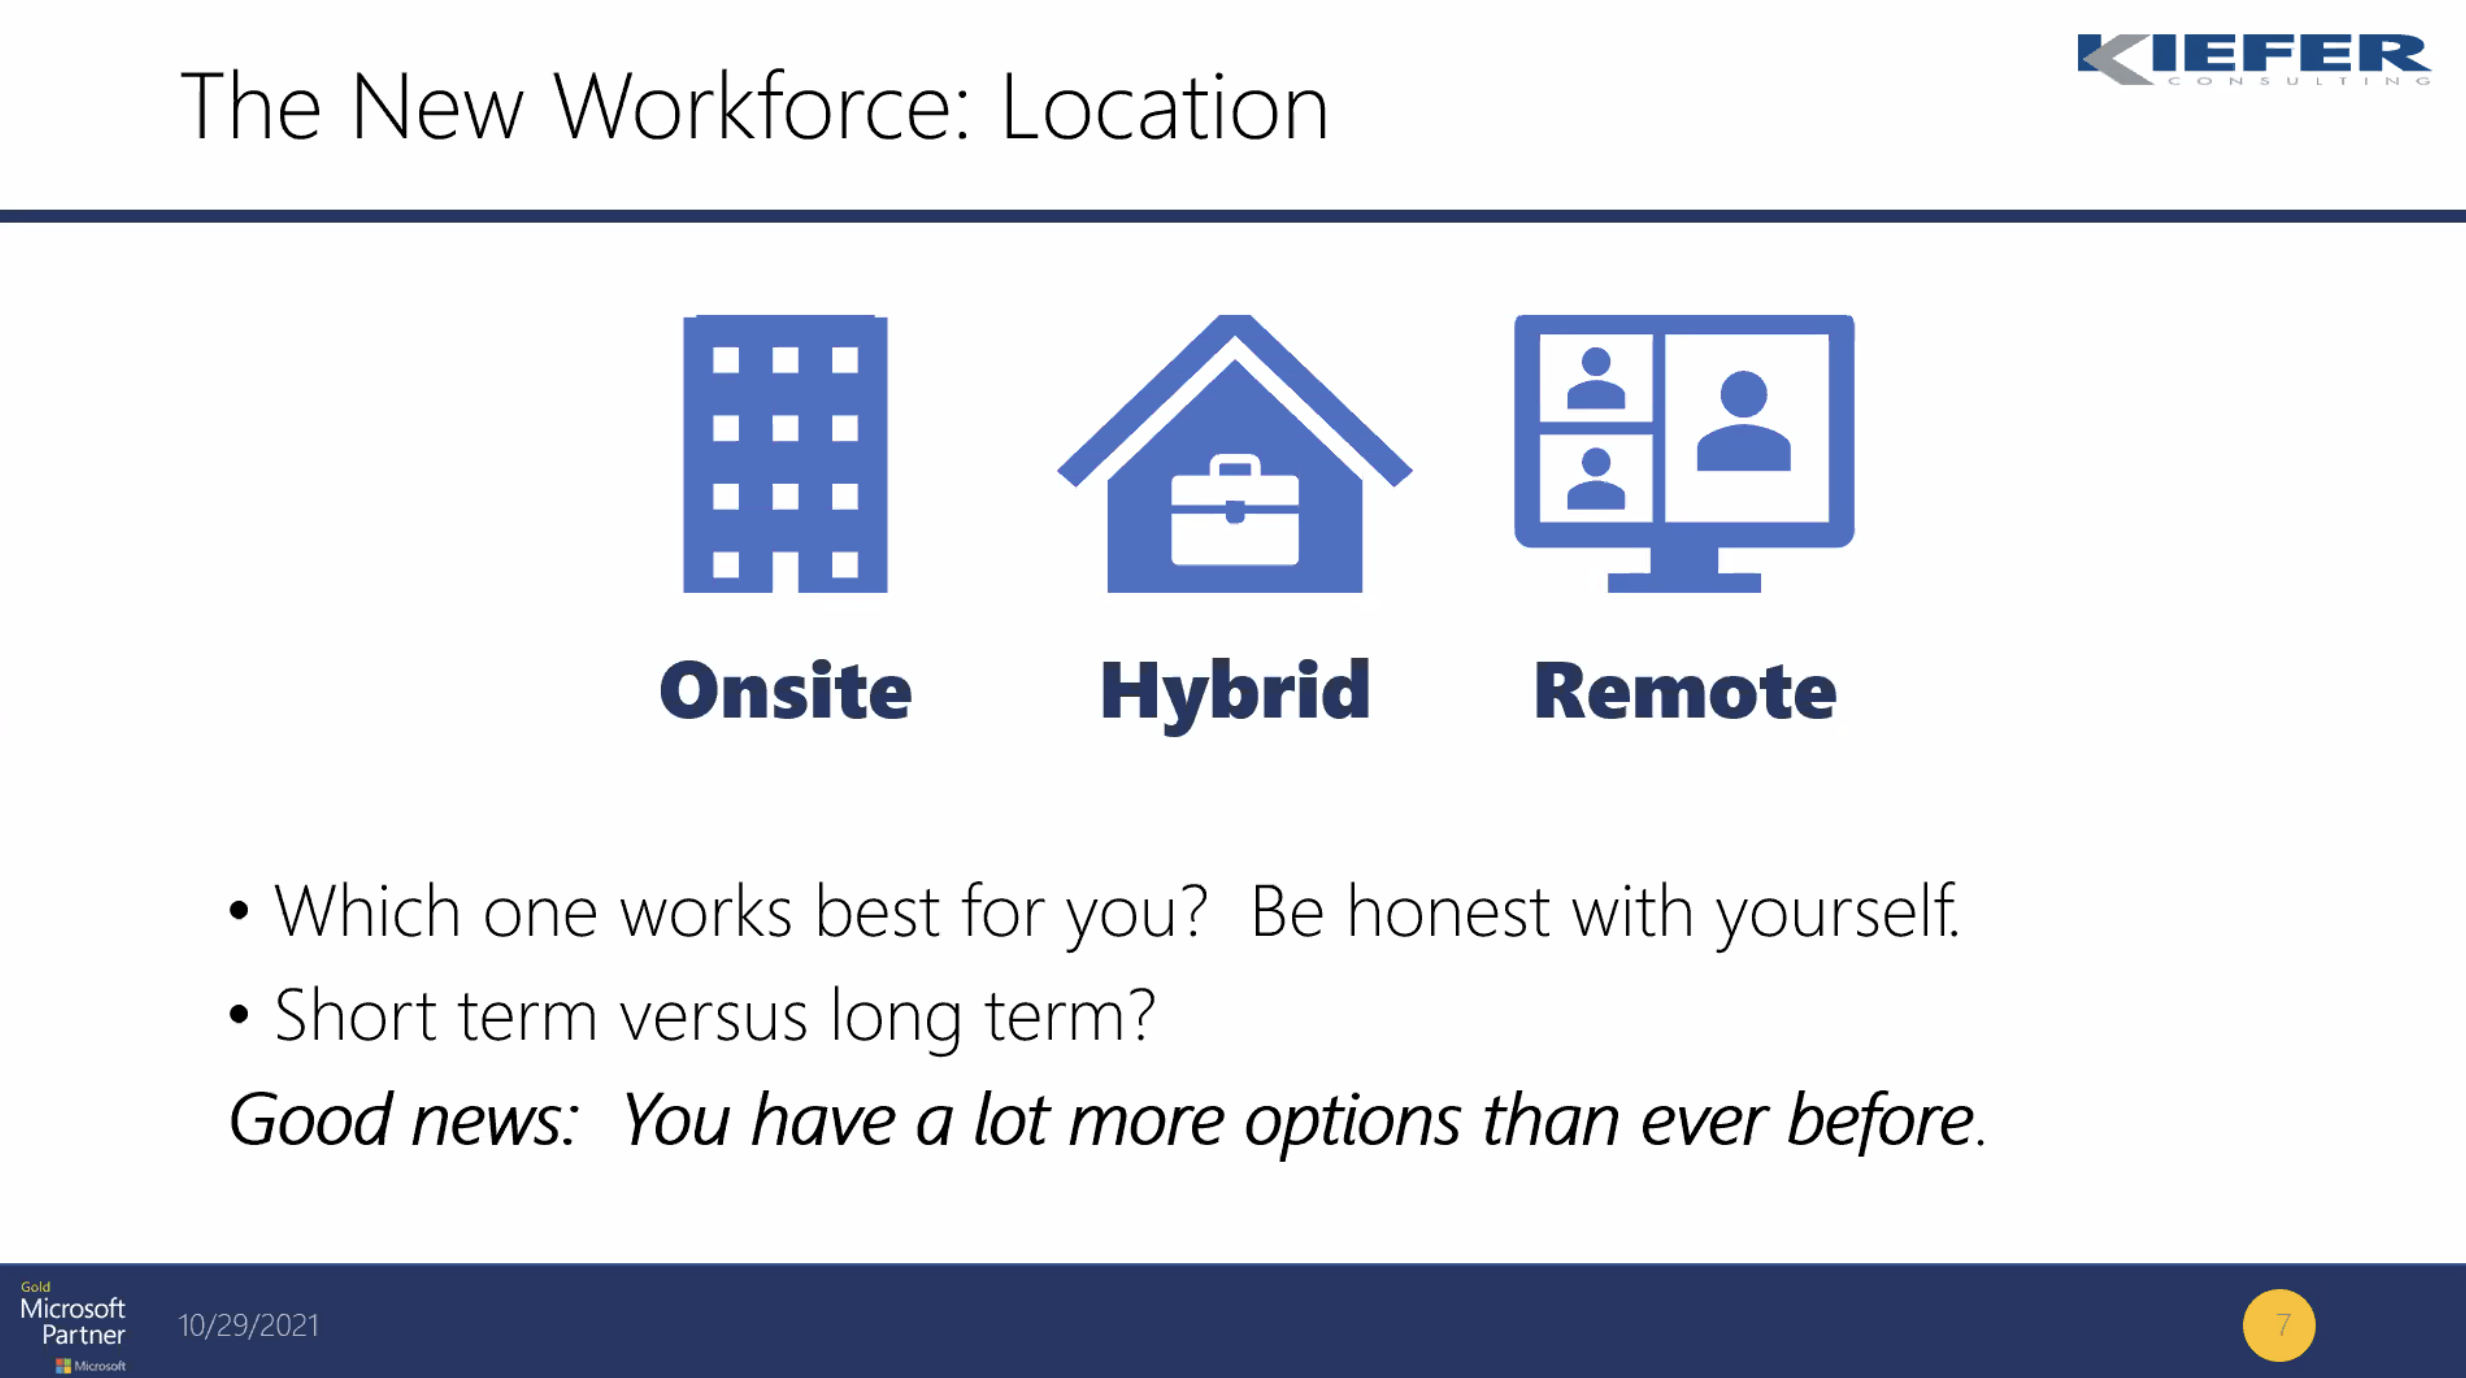 The New Workforce: Location
KIEFER
CONSULTING
Onsite Hybrid Remote
• Which one works best for you? Be honest with yourself.
• Short term versus long term?
Good news: You have a lot more options than ever before.
Gold
Microsoft
Partner
Microsoft
10/29/2021
7